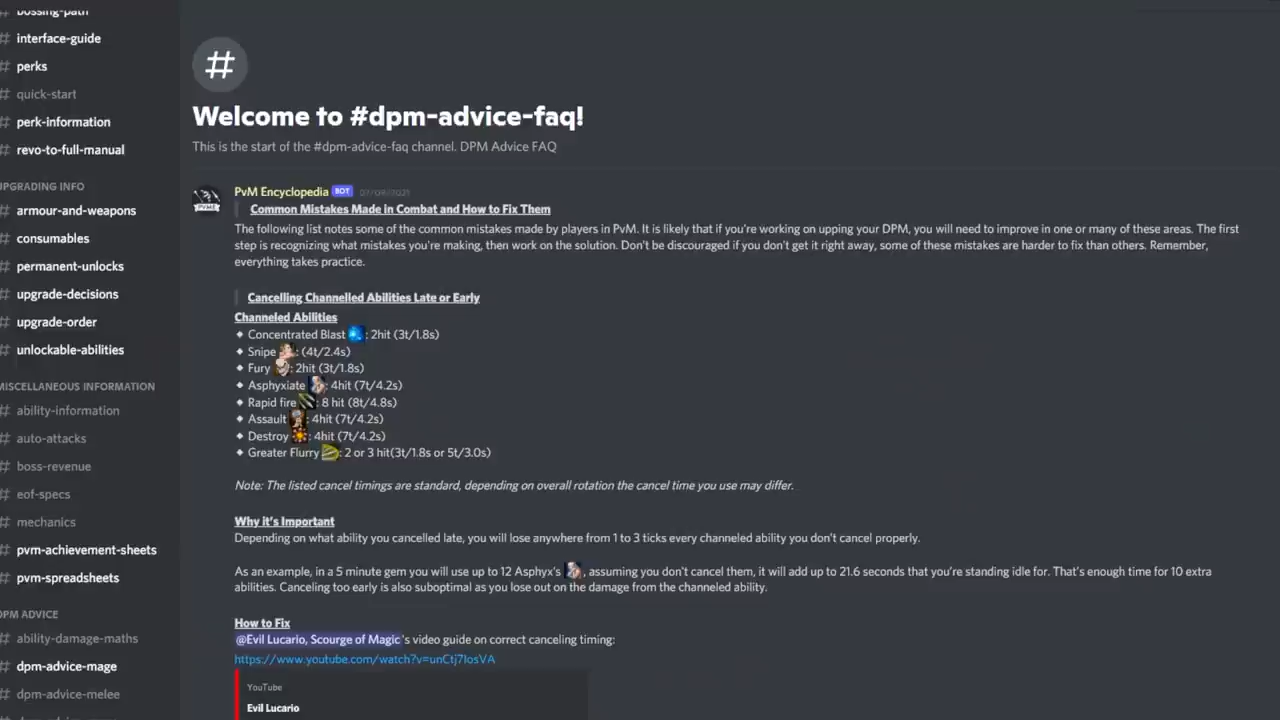 bossing-path
interface-guide
perks
quick-start
perk-information
revo-to-full-manual
UPGRADING INFO
armour-and-weapons
consumables
permanent-unlocks
upgrade-decisions
upgrade-order
unlockable-abilities
MISCELLANEOUS INFORMATION
ability-information
auto-attacks
boss-revenue
eof-specs
mechanics
pvm-achievement-sheets
pvm-spreadsheets
DPM ADVICE
ability-damage-maths
dpm-advice-mage
dpm-advice-melee
Welcome to #dpm-advice-faq!
This is the start of the #dpm-advice-faq channel. DPM Advice FAQ
PvM Encyclopedia BOT
Common Mistakes Made in Combat and How to Fix Them
The following list notes some of the common mistakes made by players in PvM. It is likely that if you're working on upping your DPM, you will need to improve in one or many of these areas. The first
step is recognizing what mistakes you're making, then work on the solution. Don't be discouraged if you don't get it right away, some of these mistakes are harder to fix than others. Remember,
everything takes practice.
Cancelling Channelled Abilities Late or Early
Channeled Abilities
Concentrated Blast : 2hit (3t/1.8s)
Snipe : (4t/2.4s)
Fury : 2hit (3t/1.8s)
Asphyxiate : 4hit (7t/4.2s)
Rapid fire : 8 hit (8t/4.8s)
Assault : 4hit (7t/4.2s)
Destroy : 4hit (7t/4.2s)
Greater Flurry : 2 or 3 hit(3t/1.8s or 5t/3.0s)
Note: The listed cancel timings are standard, depending on overall rotation the cancel time you use may differ.
Why it's Important
Depending on what ability you cancelled late, you will lose anywhere from 1 to 3 ticks every channeled ability you don't cancel properly.
As an example, in a 5 minute gem you will use up to 12 Asphyx's , assuming you don't cancel them, it will add up to 21.6 seconds that you're standing idle for. That's enough time for 10 extra
abilities. Canceling too early is also suboptimal as you lose out on the damage from the channeled ability.
How to Fix
@Evil Lucario, Scourge of Magic 's video guide on correct canceling timing:
https://www.youtube.com/watch?v=unCtj7IosVA
YouTube
Evil Lucario